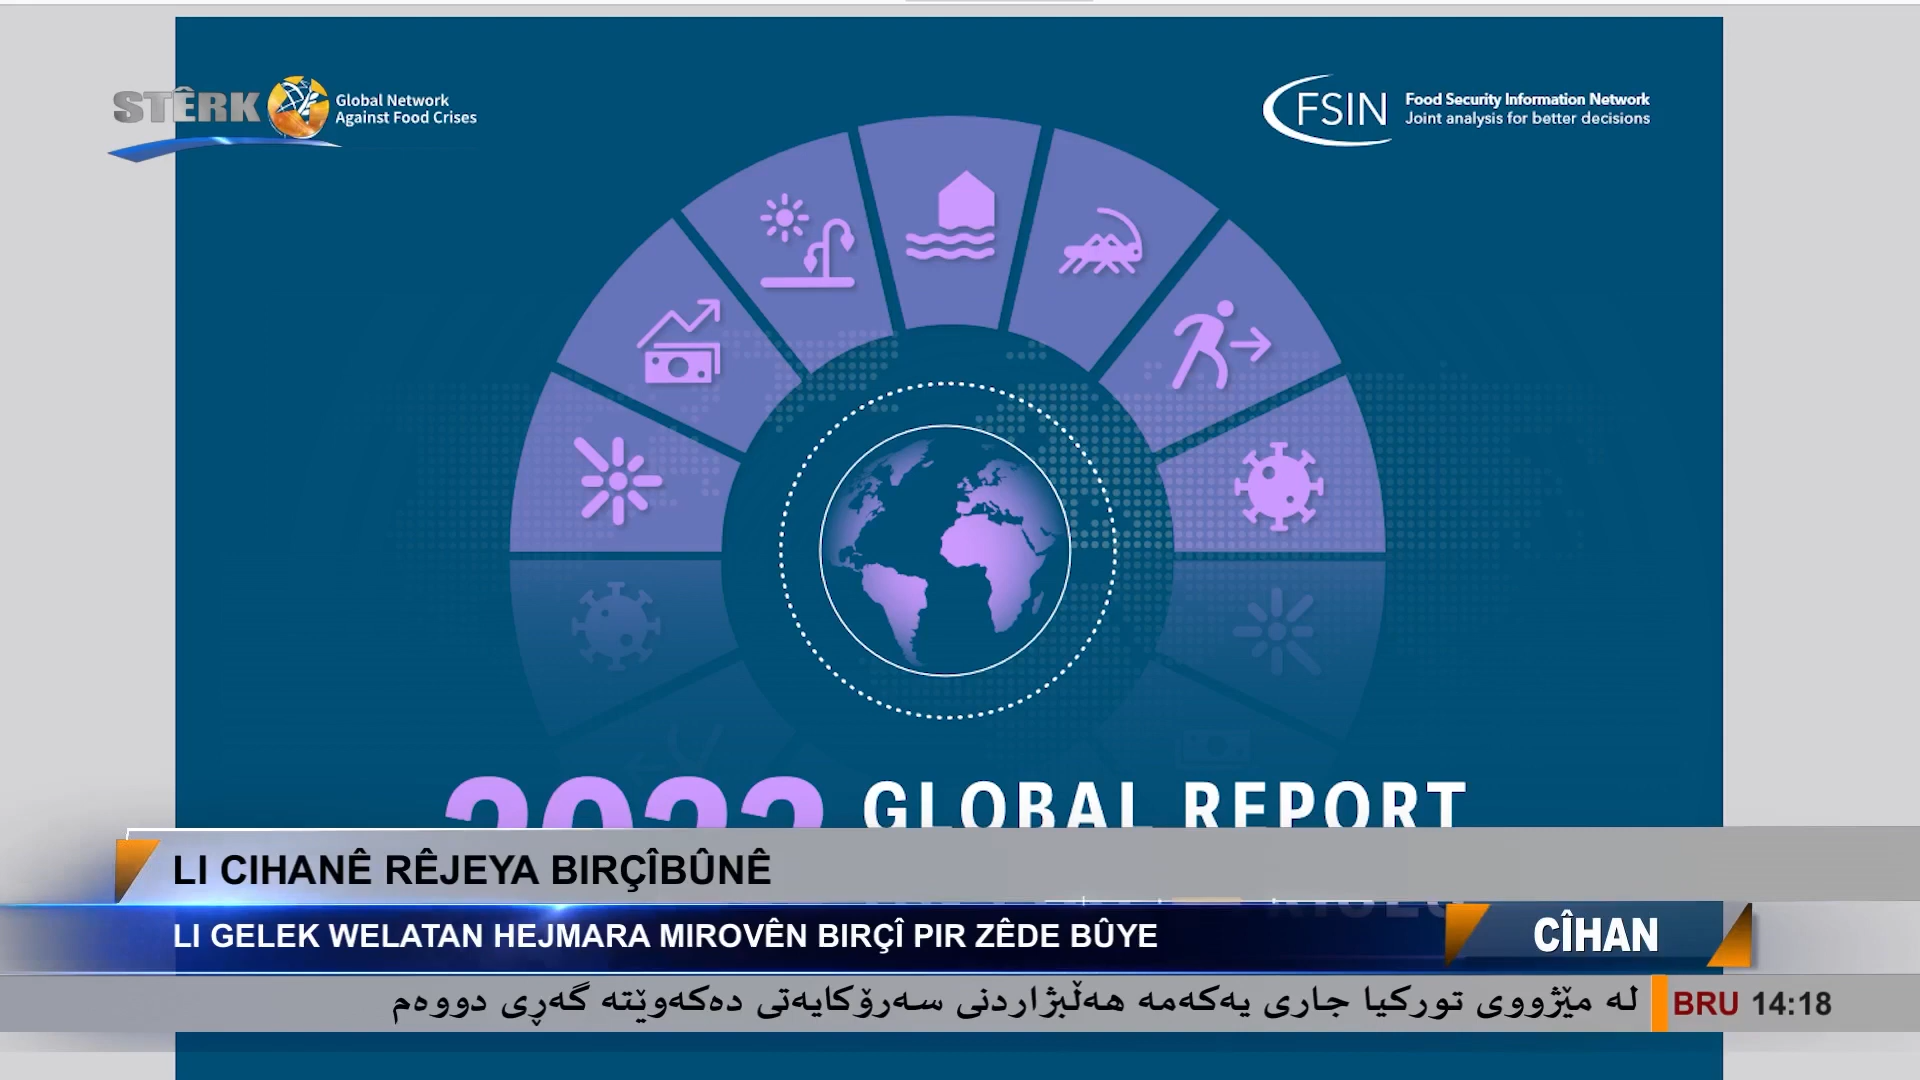 STÊRK
Global Network
Against Food Crises
FSIN
Food Security Information Network
Joint analysis for better decisions
2022 GLOBAL REPORT
LI CIHANÊ RÊJEYA BIRÇÎBÛNÊ
LI GELEK WELATAN HEJMARA MIROVÊN BIRÇÎ PIR ZÊDE BÛYE
CÎHAN
لە مێژووی تورکیا جاری یەکەمە هەڵبژاردنی سەرۆکایەتی دەکەوێتە گەڕی دووەم
BRU 14:18